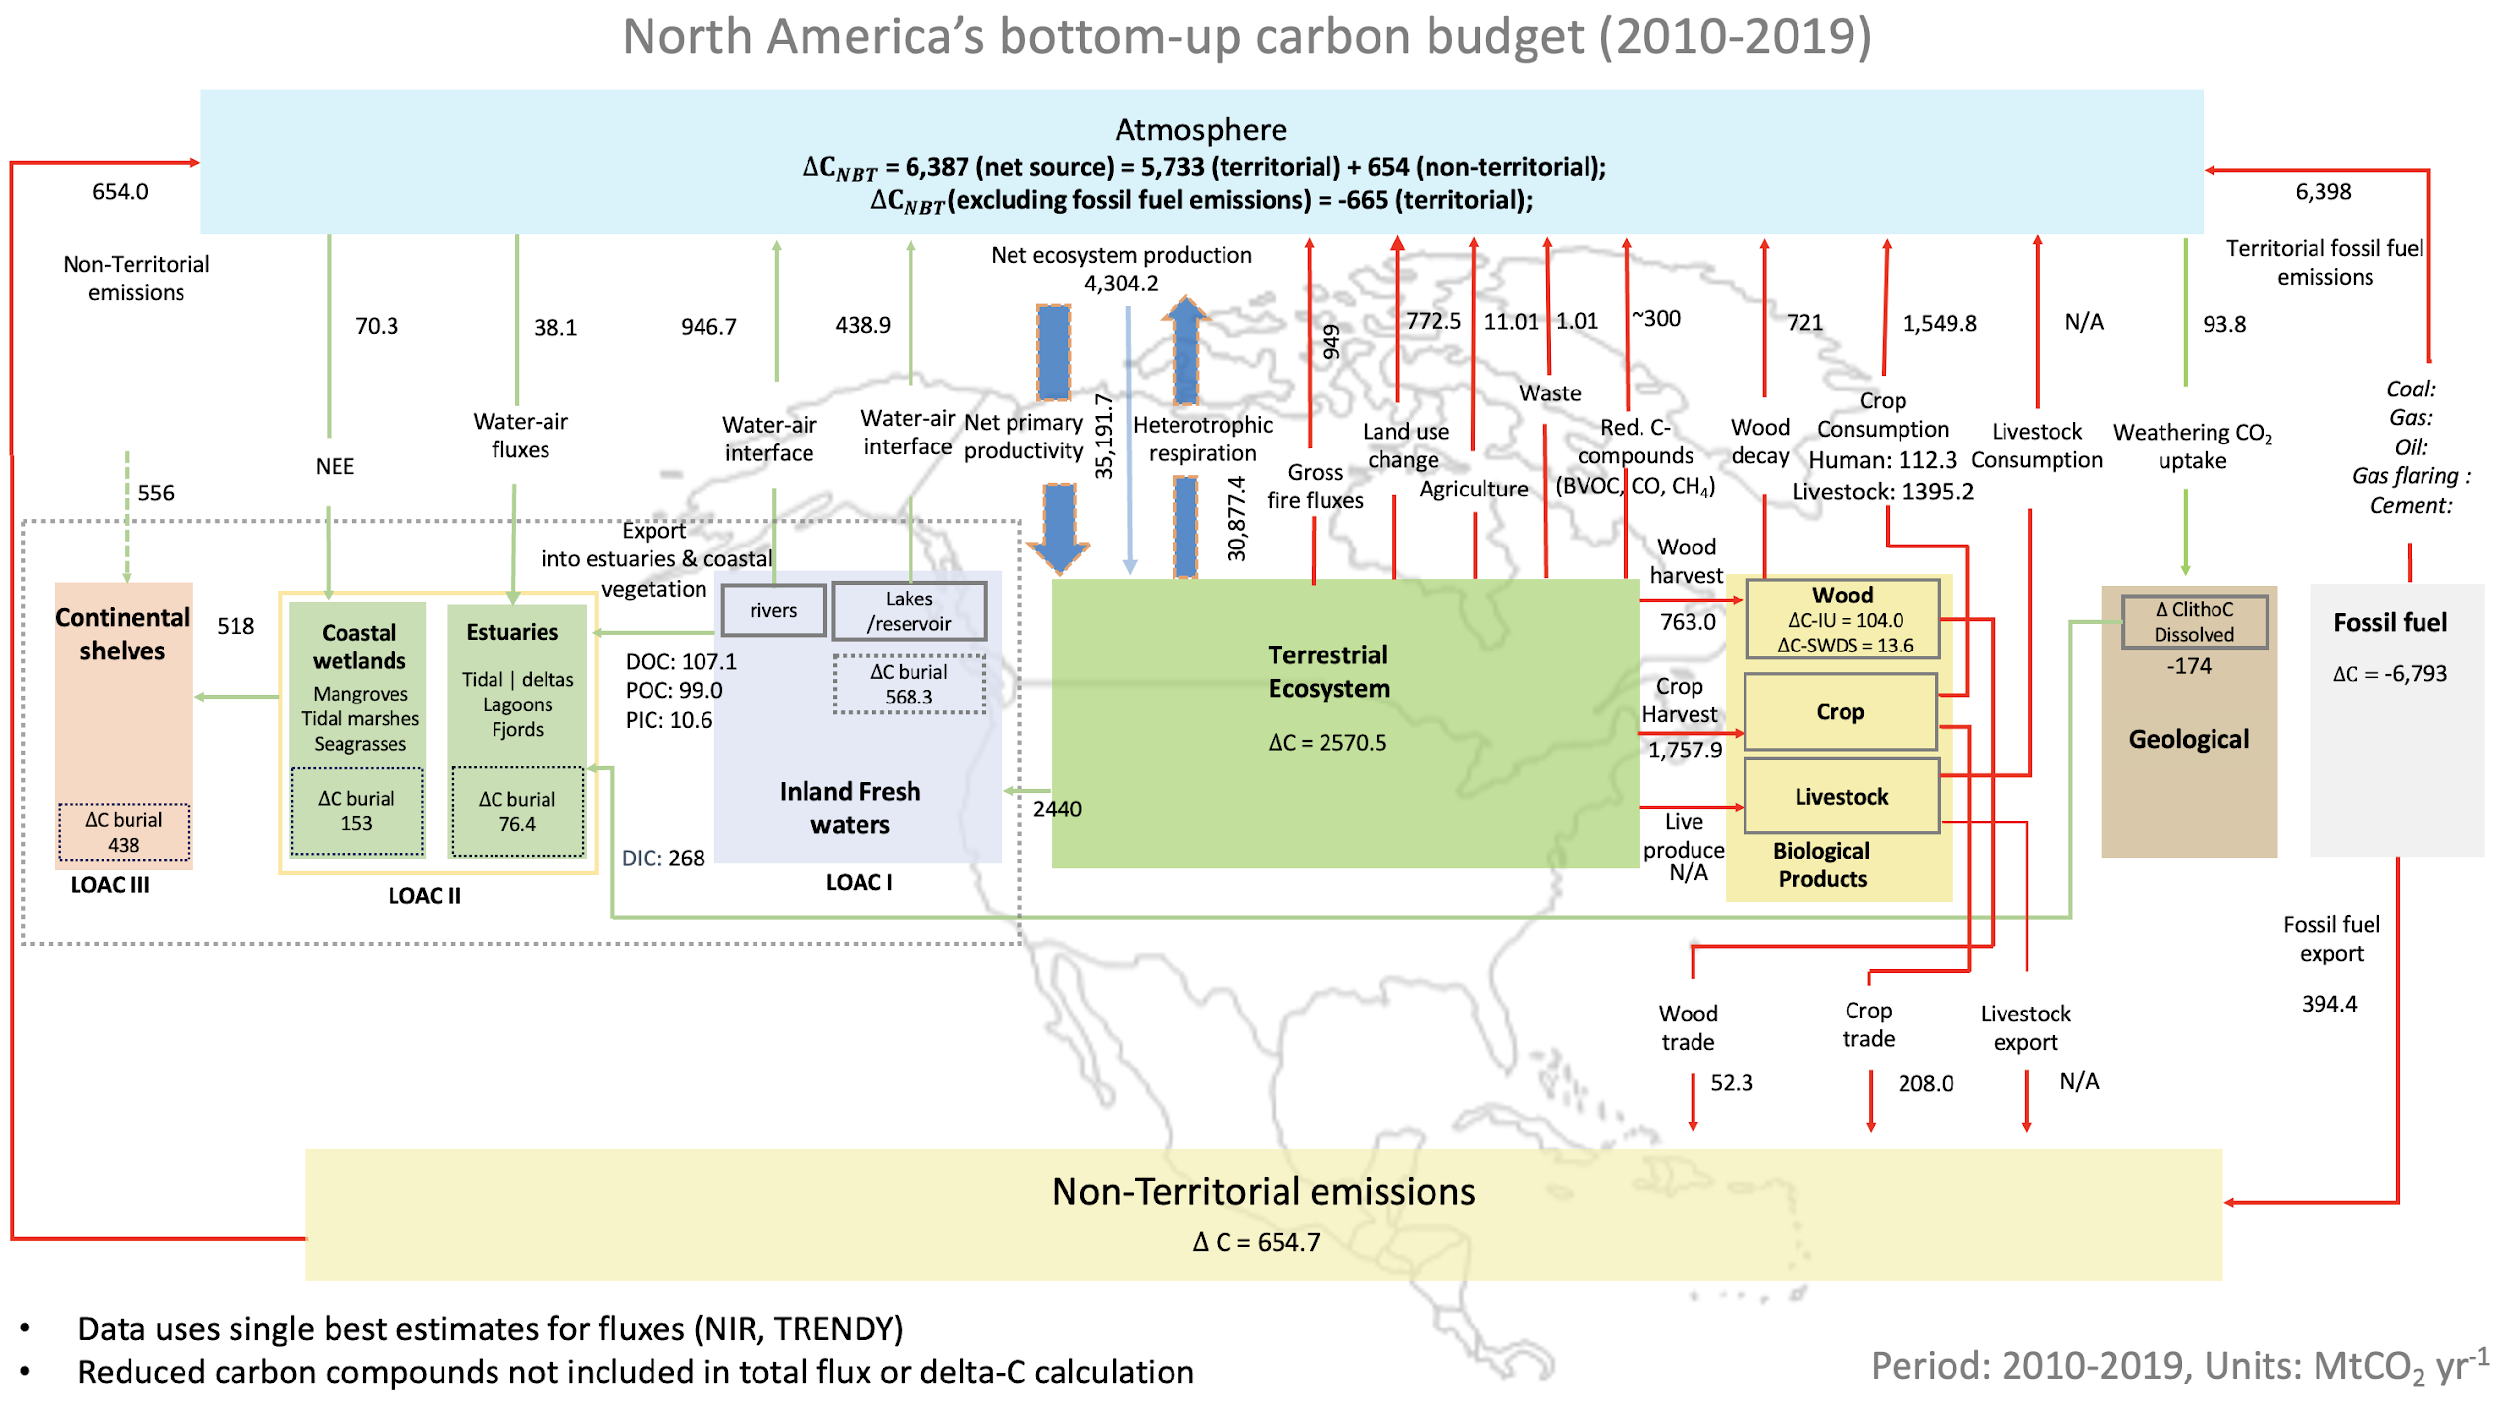 North America's bottom-up carbon budget (2010-2019)
Atmosphere
ΔC_NBT = 6,387 (net source) = 5,733 (territorial) + 654 (non-territorial);
ΔC_NBT(excluding fossil fuel emissions) = -665 (territorial);
654.0
Non-Territorial
emissions
556
70.3
NEE
38.1
Water-air
fluxes
946.7
Water-air
interface
438.9
Water-air
interface
Net ecosystem production
4,304.2
Net primary
productivity
35,191.7
Heterotrophic
respiration
30,877.4
949
Gross
fire fluxes
772.5
Land use
change
11.01
Agriculture
1.01
Waste
~300
Red. C-
compounds
(BVOC, CO, CH4)
721
Wood
decay
1,549.8
Crop
Consumption
Human: 112.3
Livestock: 1395.2
N/A
Livestock
Consumption
93.8
Weathering CO2
uptake
6,398
Territorial fossil fuel
emissions
Coal:
Gas:
Oil:
Gas flaring :
Cement:
Continental
shelves
ΔC burial
438
LOAC III
518
Coastal
wetlands
Mangroves
Tidal marshes
Seagrasses
ΔC burial
153
Estuaries
Tidal | deltas
Lagoons
Fjords
ΔC burial
76.4
LOAC II
Export
into estuaries & coastal
vegetation
DOC: 107.1
POC: 99.0
PIC: 10.6
DIC: 268
rivers
Lakes
/reservoir
ΔC burial
568.3
Inland Fresh
waters
LOAC I
2440
Terrestrial
Ecosystem
ΔC = 2570.5
Wood
harvest
763.0
Crop
Harvest
1,757.9
Live
produce
N/A
Wood
ΔC-IU = 104.0
ΔC-SWDS = 13.6
Crop
Livestock
Biological
Products
Δ ClithoC
Dissolved
-174
Geological
Fossil fuel
ΔC = -6,793
Fossil fuel
export
394.4
Wood
trade
52.3
Crop
trade
208.0
Livestock
export
N/A
Non-Territorial emissions
Δ C = 654.7
• Data uses single best estimates for fluxes (NIR, TRENDY)
• Reduced carbon compounds not included in total flux or delta-C calculation
Period: 2010-2019, Units: MtCO2 yr-1